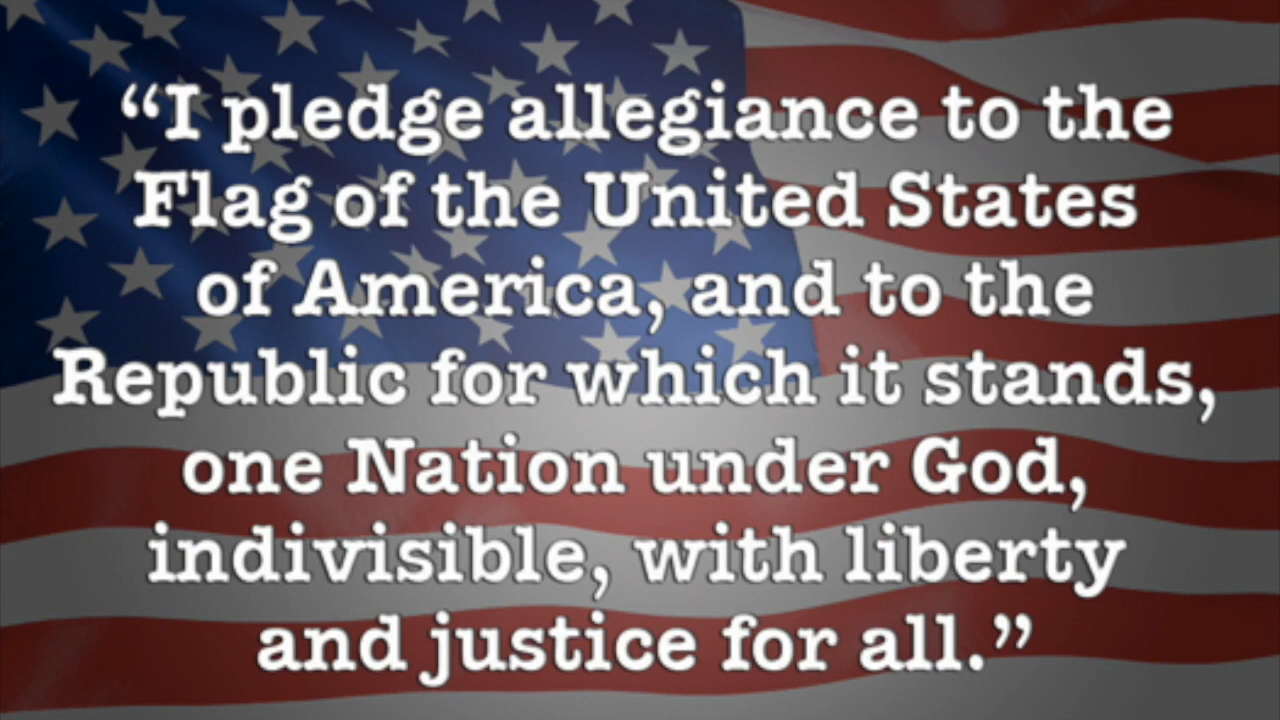 “I pledge allegiance to the
Flag of the United States
of America, and to the
Republic for which it stands,
one Nation under God,
indivisible, with liberty
and justice for all.”